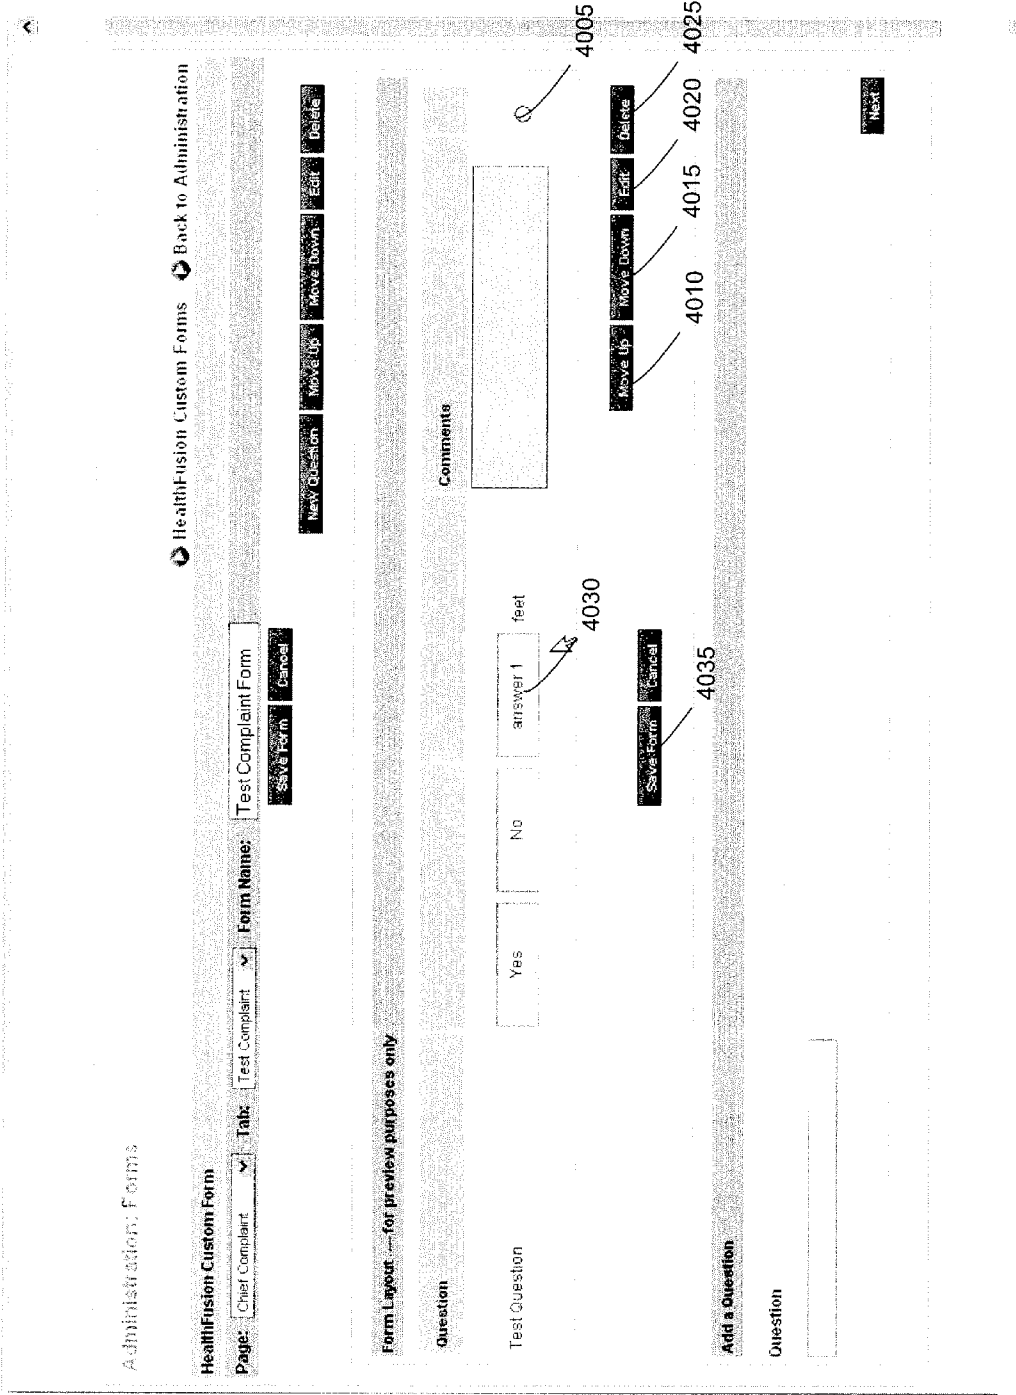 Administration: Forms
HealthFusion Custom Forms Back to Administration
HealthFusion Custom Form
Page: Chief Complaint Tab: Test Complaint Form Name: Test Complaint Form
Save Form Cancel
New Question Move Up Move Down Edit Delete
Form Layout --- for preview purposes only
Question Comments
Test Question Yes No answer 1 feet
4005
4030
Move Up Move Down Edit Delete
4010 4015 4020 4025
Save Form Cancel
4035
Add a Question
Question
Next